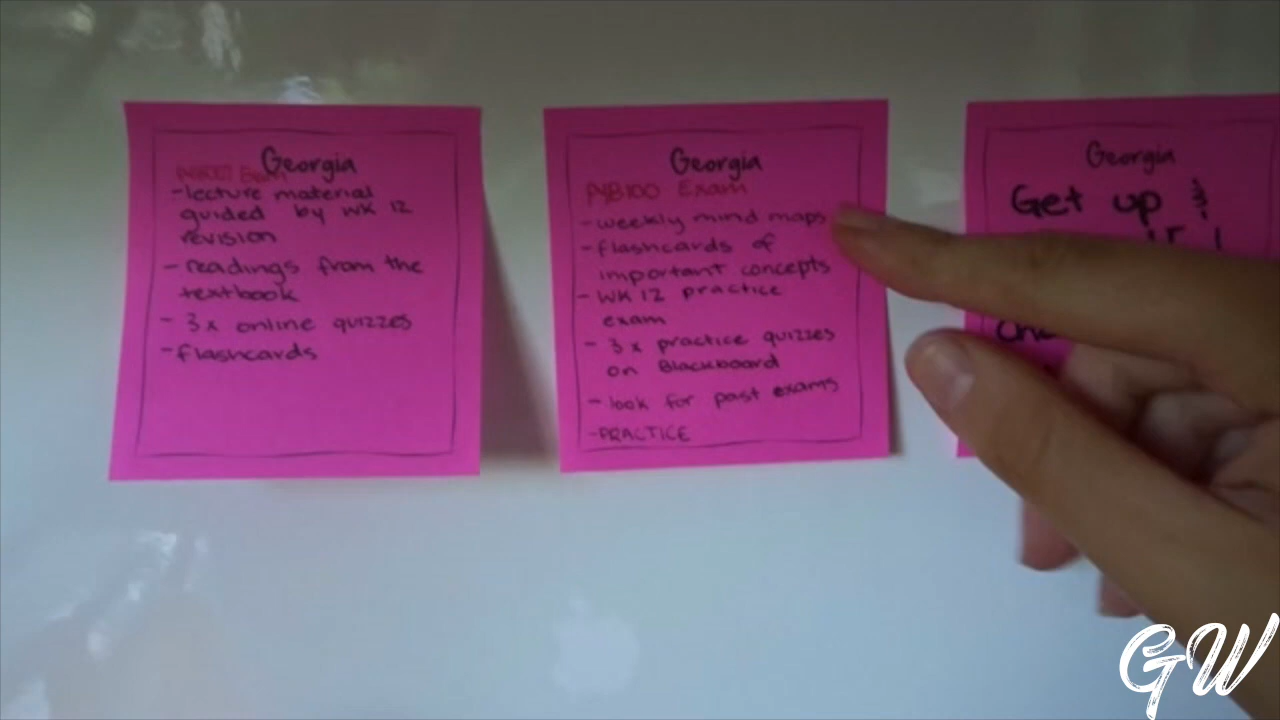 Georgia
-lecture material
guided by WK 12
revision
- readings from the
textbook
- 3x online quizzes
-flashcards
Georgia
PYB100 Exam
-weekly mind maps
-flashcards of
important concepts
- WK 12 practice
exam
- 3x practice quizzes
on Blackboard
- look for past exams
-PRACTICE
Georgia
Get up &
GW